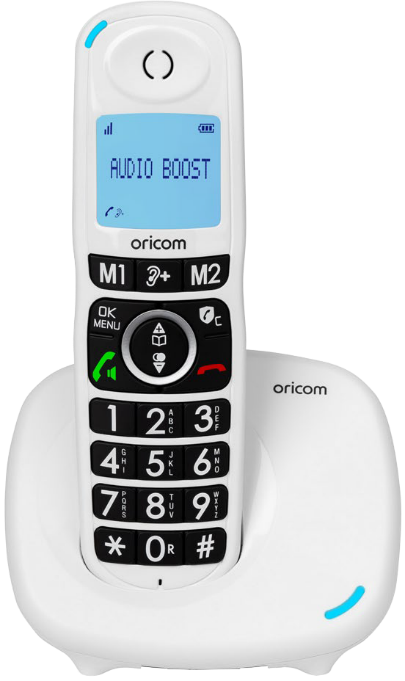 AUDIO BOOST
oricom
M1 + M2
OK
MENU
C
oricom
1 2 ABC 3 DEF
4 GHI 5 JKL 6 MNO
7 PQRS 8 TUV 9 WXYZ
* 0 R #